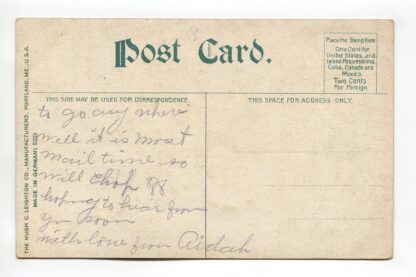 Post Card.
Place the Stamp Here
One Cent for
United States, and
Island Possessions,
Cuba, Canada and
Mexico.
Two Cents
For Foreign.
THIS SIDE MAY BE USED FOR CORRESPONDENCE.
THIS SPACE FOR ADDRESS ONLY.
to go any where
well it is most
mail time so
will chop
hoping to hear from
you soon
with love from Aidah
THE HUGH C. LEIGHTON CO., MANUFACTURERS, PORTLAND, ME., U.S.A.
MADE IN GERMANY